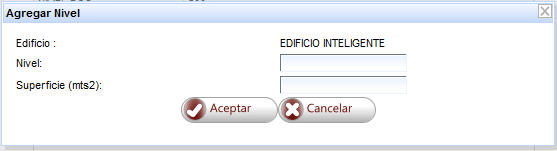 Agregar Nivel
Edificio : EDIFICIO INTELIGENTE
Nivel:
Superficie (mts2):
Aceptar Cancelar